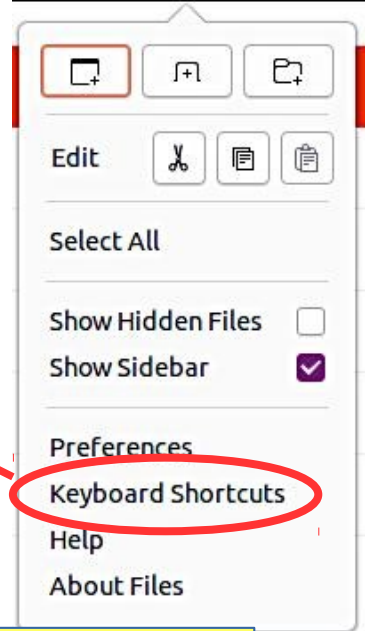 Edit
Select All
Show Hidden Files
Show Sidebar
Preferences
Keyboard Shortcuts
Help
About Files